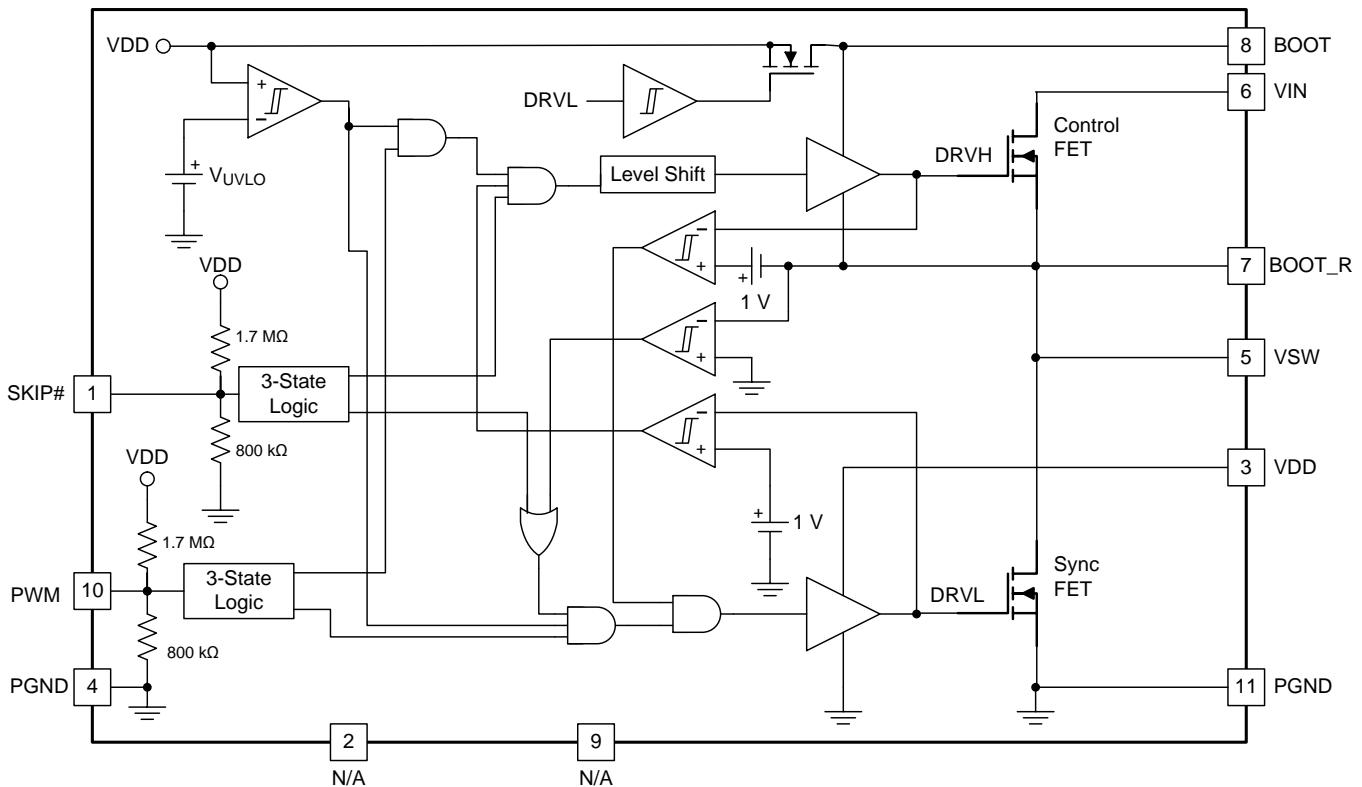 VDD
8
BOOT
+
−
DRVL
6
VIN
Control
FET
DRVH
+
VUVLO
Level Shift
−
+
+
1 V
7
BOOT_R
VDD
1.7 MΩ
−
+
5
VSW
SKIP#
1
3-State
Logic
800 kΩ
−
+
3
VDD
VDD
1.7 MΩ
+
1 V
Sync
FET
DRVL
PWM
10
3-State
Logic
800 kΩ
PGND
4
11
PGND
2
9
N/A
N/A